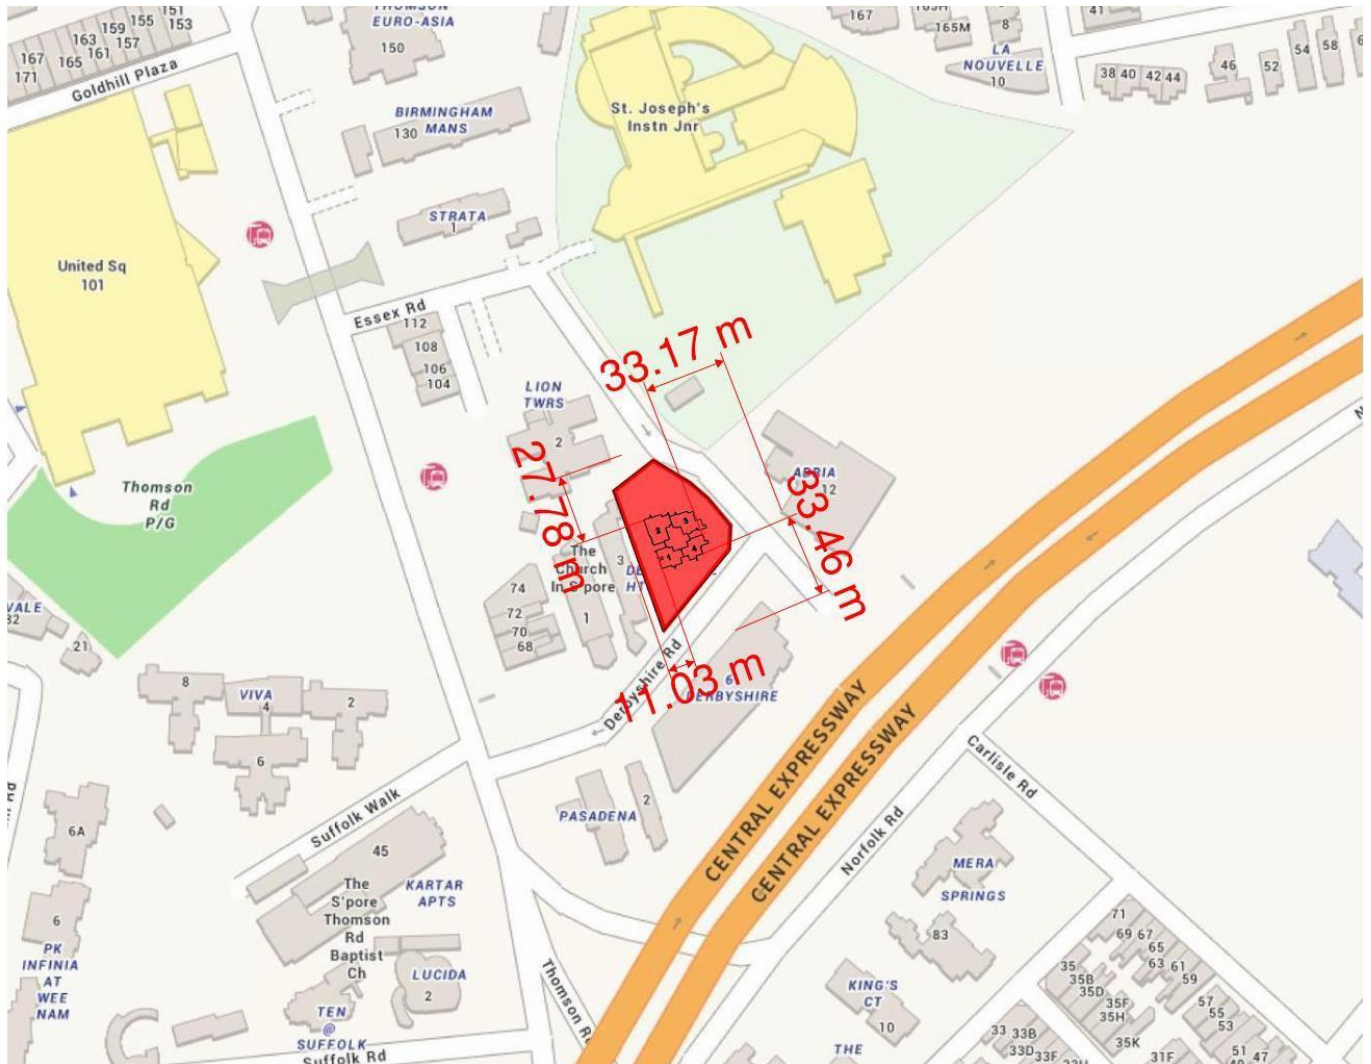 151
155 153
159 157
163 161
167 165
171
Goldhill Plaza
THOMSON
EURO-ASIA
150
167
165H
165M
8
LA
NOUVELLE
10
41
38 40 42 44
46
52
54
58
BIRMINGHAM
MANS
130
St. Joseph's
Instn Jnr
STRATA
1
United Sq
101
Essex Rd
112
108
106
104
LION
TWRS
2
33.17 m
27.78 m
33.46 m
11.03 m
ADRIA
12
Thomson
Rd
P/G
2
3
1
4
The
Church
In S'pore
3
1
74
72
70
68
Derbyshire Rd
6
DERBYSHIRE
21
8
VIVA
4
2
6
Suffolk Walk
PASADENA
2
CENTRAL EXPRESSWAY
CENTRAL EXPRESSWAY
Carlisle Rd
Norfolk Rd
MERA
SPRINGS
83
6A
6
PK
INFINIA
AT
WEE
NAM
45
The
S'pore
Thomson
Rd
Baptist
Ch
KARTAR
APTS
LUCIDA
2
TEN
@
SUFFOLK
Suffolk Rd
KING'S
CT
10
THE
71
69 67
65
63 61
59
57
55
53
51 47
35
35B
35D
35F
35H
35K
31F
33 33B
33D 33F